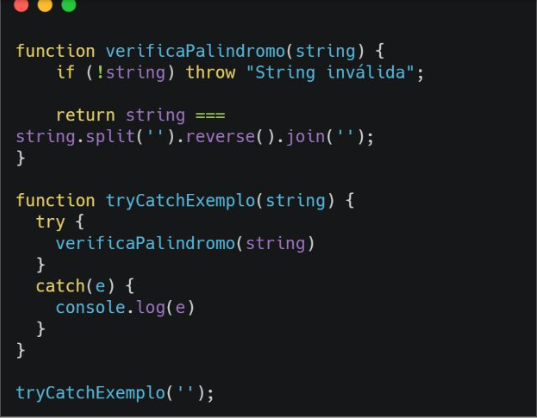 function verificaPalindromo(string) {
    if (!string) throw "String inválida";

    return string ===
string.split('').reverse().join('');
}

function tryCatchExemplo(string) {
  try {
    verificaPalindromo(string)
  }
  catch(e) {
    console.log(e)
  }
}

tryCatchExemplo('');